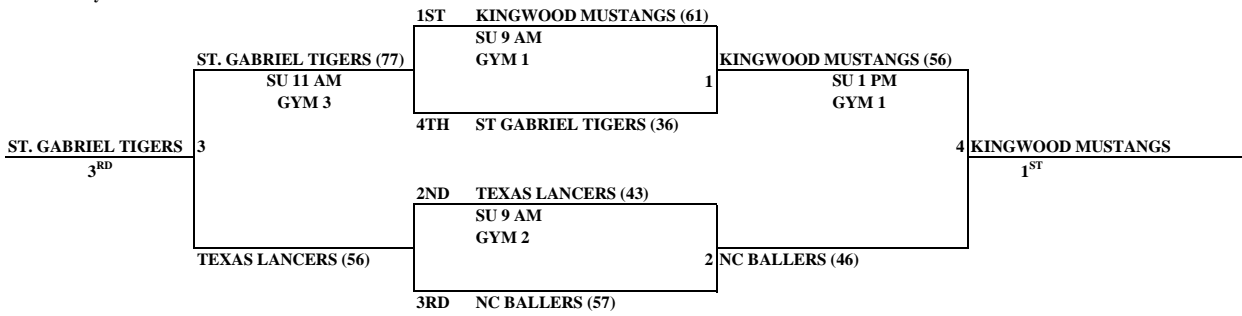 1ST KINGWOOD MUSTANGS (61)
SU 9 AM
GYM 1
ST. GABRIEL TIGERS (77)
SU 11 AM
GYM 3
1 KINGWOOD MUSTANGS (56)
SU 1 PM
GYM 1
4TH ST GABRIEL TIGERS (36)
ST. GABRIEL TIGERS 3
3RD
4 KINGWOOD MUSTANGS
1ST
2ND TEXAS LANCERS (43)
SU 9 AM
GYM 2
TEXAS LANCERS (56)
2 NC BALLERS (46)
3RD NC BALLERS (57)